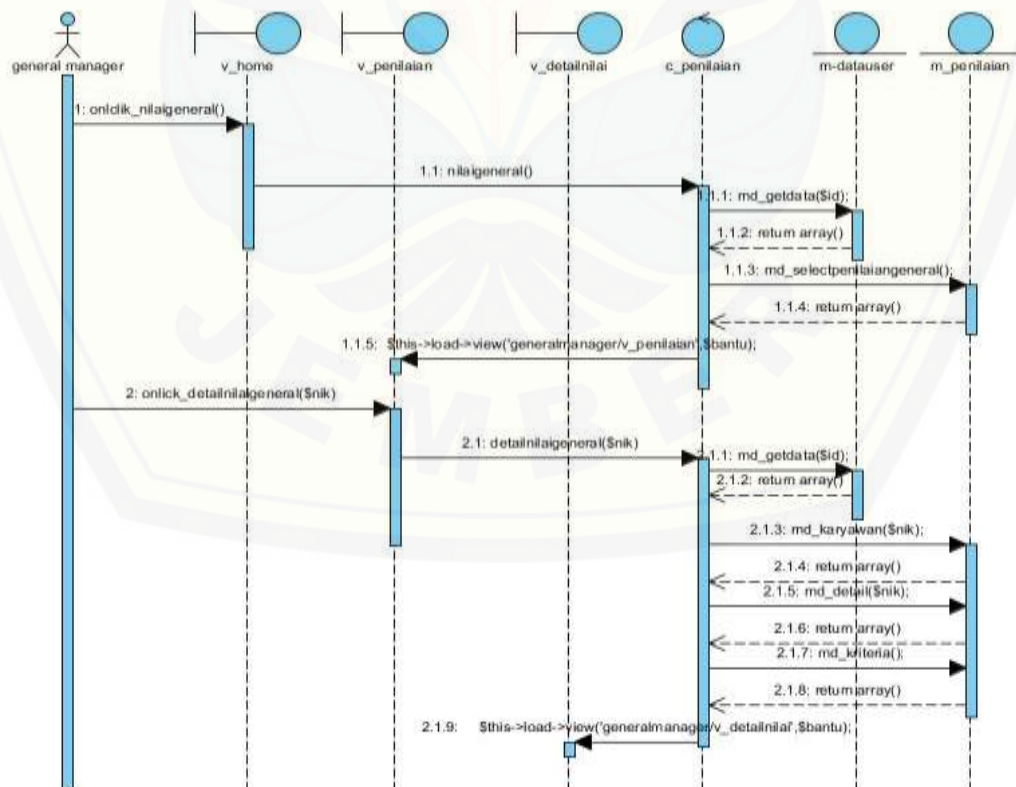 general manager
v_home
v_penilaian
v_detailnilai
c_penilaian
m-datauser
m_penilaian
1: onlclik_nilaigeneral()
1.1: nilaigeneral()
1.1.1: md_getdata($id);
1.1.2: return array()
1.1.3: md_selectpenilaiangeneral();
1.1.4: return array()
1.1.5: $this->load->view('generalmanager/v_penilaian',$bantu);
2: onlick_detailnilaigeneral($nik)
2.1: detailnilaigeneral($nik)
2.1.1: md_getdata($id);
2.1.2: return array()
2.1.3: md_karyawan($nik);
2.1.4: return array()
2.1.5: md_detail($nik);
2.1.6: return array()
2.1.7: md_kriteria();
2.1.8: return array()
2.1.9: $this->load->view('generalmanager/v_detailnilai',$bantu);
JEMBER